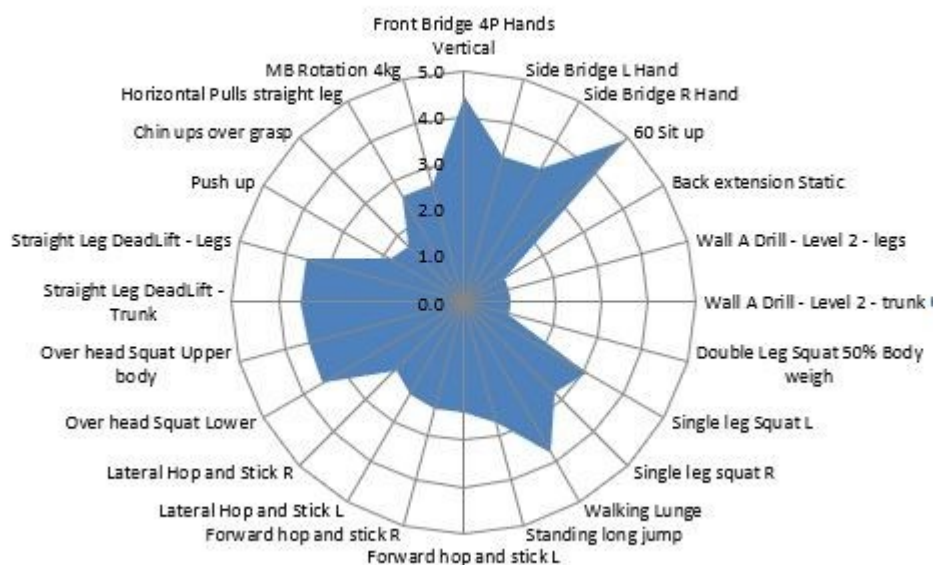 Front Bridge 4P Hands
Vertical
Side Bridge L Hand
Side Bridge R Hand
60 Sit up
Back extension Static
Wall A Drill - Level 2 - legs
Wall A Drill - Level 2 - trunk
Double Leg Squat 50% Body
weigh
Single leg Squat L
Single leg squat R
Walking Lunge
Standing long jump
Forward hop and stick L
Forward hop and stick R
Lateral Hop and Stick L
Lateral Hop and Stick R
Over head Squat Lower
Over head Squat Upper
body
Straight Leg DeadLift -
Trunk
Straight Leg DeadLift - Legs
Push up
Chin ups over grasp
Horizontal Pulls straight leg
MB Rotation 4kg
5.0
4.0
3.0
2.0
1.0
0.0